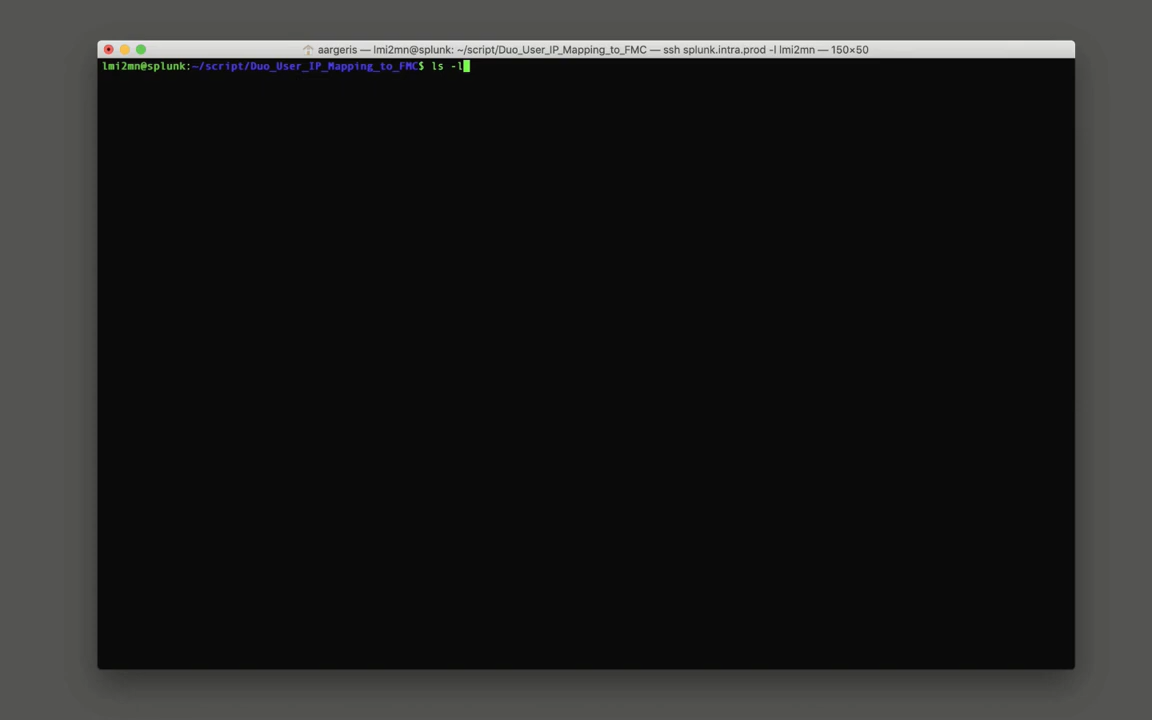 aargeris — lmi2mn@splunk: ~/script/Duo_User_IP_Mapping_to_FMC — ssh splunk.intra.prod -l lmi2mn — 150×50
lmi2mn@splunk:~/script/Duo_User_IP_Mapping_to_FMC$ ls -l